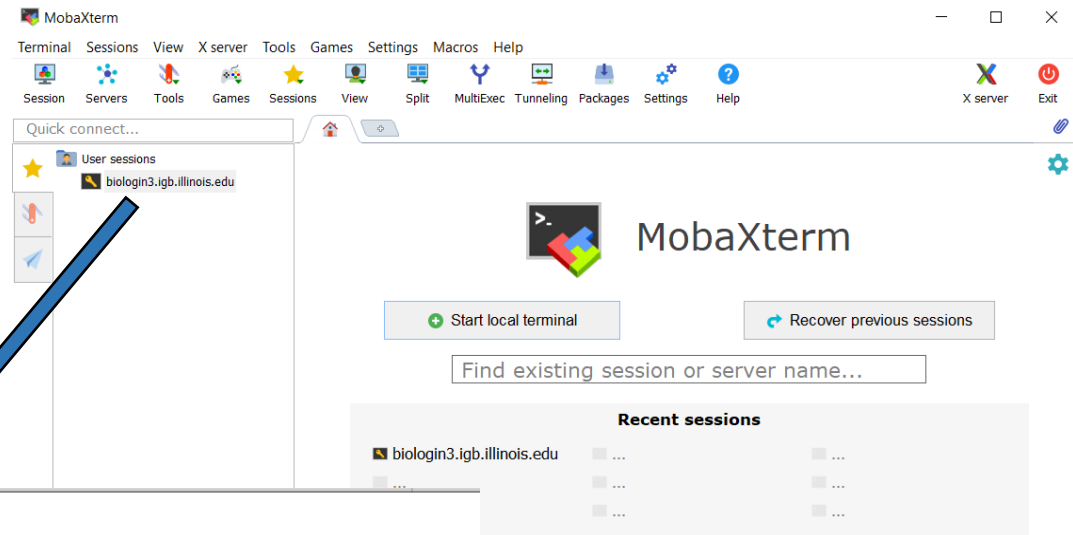 MobaXterm
Terminal Sessions View X server Tools Games Settings Macros Help
Session Servers Tools Games Sessions View Split MultiExec Tunneling Packages Settings Help X server Exit
Quick connect...
User sessions
biologin3.igb.illinois.edu
>_
MobaXterm
Start local terminal Recover previous sessions
Find existing session or server name...
Recent sessions
biologin3.igb.illinois.edu ... ...
... ... ...
... ...